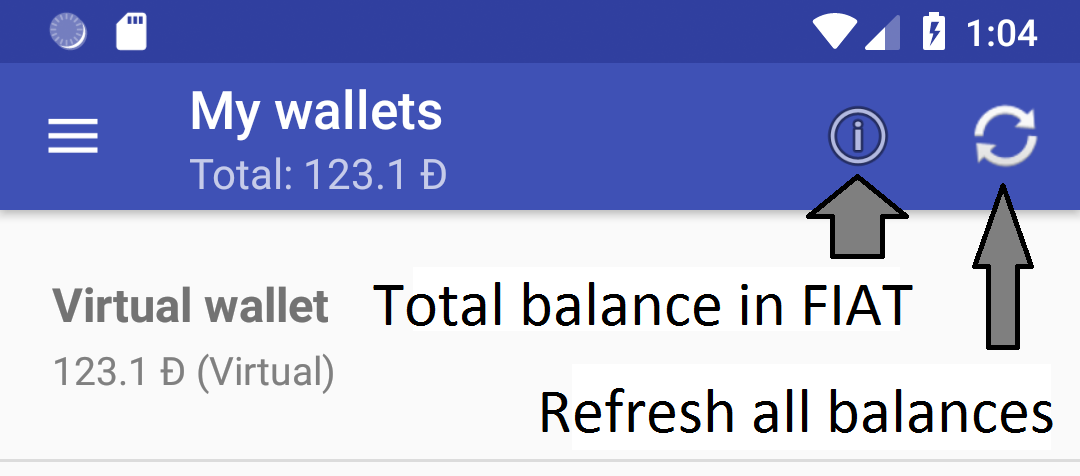 1:04
My wallets
Total: 123.1 Đ
Virtual wallet
Total balance in FIAT
123.1 Đ (Virtual)
Refresh all balances